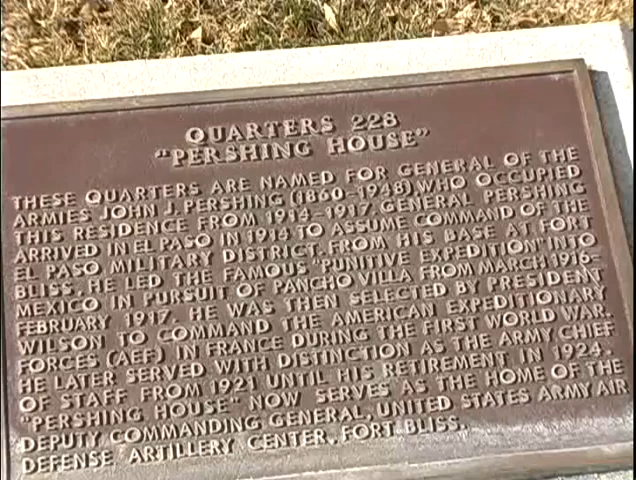 QUARTERS 228
"PERSHING HOUSE"
THESE QUARTERS ARE NAMED FOR GENERAL OF THE
ARMIES JOHN J. PERSHING (1860-1948) WHO OCCUPIED
THIS RESIDENCE FROM 1914-1917. GENERAL PERSHING
ARRIVED IN EL PASO IN 1914 TO ASSUME COMMAND OF THE
EL PASO MILITARY DISTRICT. FROM HIS BASE AT FORT
BLISS, HE LED THE FAMOUS "PUNITIVE EXPEDITION" INTO
MEXICO IN PURSUIT OF PANCHO VILLA FROM MARCH 1916-
FEBRUARY 1917. HE WAS THEN SELECTED BY PRESIDENT
WILSON TO COMMAND THE AMERICAN EXPEDITIONARY
FORCES (AEF) IN FRANCE DURING THE FIRST WORLD WAR.
HE LATER SERVED WITH DISTINCTION AS THE ARMY CHIEF
OF STAFF FROM 1921 UNTIL HIS RETIREMENT IN 1924.
"PERSHING HOUSE" NOW SERVES AS THE HOME OF THE
DEPUTY COMMANDING GENERAL, UNITED STATES ARMY AIR
DEFENSE ARTILLERY CENTER, FORT BLISS.